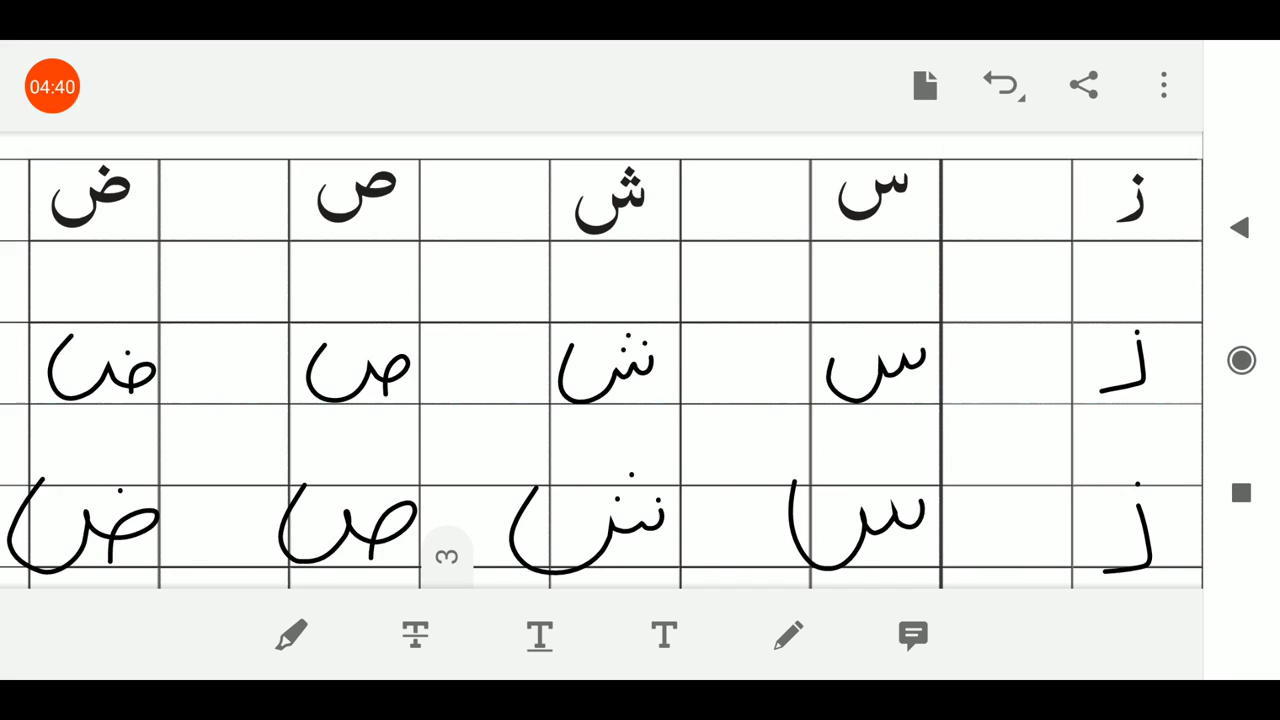 04:40
ز س ش ص ض
ز س ش ص ض
ز س ش ص ض
3
T T T